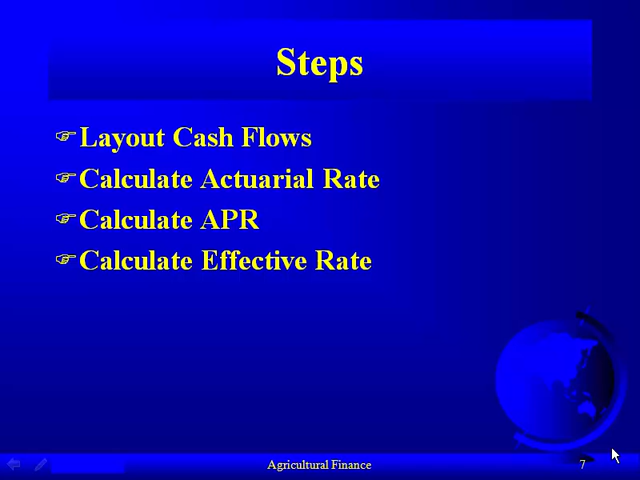 Steps
Layout Cash Flows
Calculate Actuarial Rate
Calculate APR
Calculate Effective Rate
Agricultural Finance
7